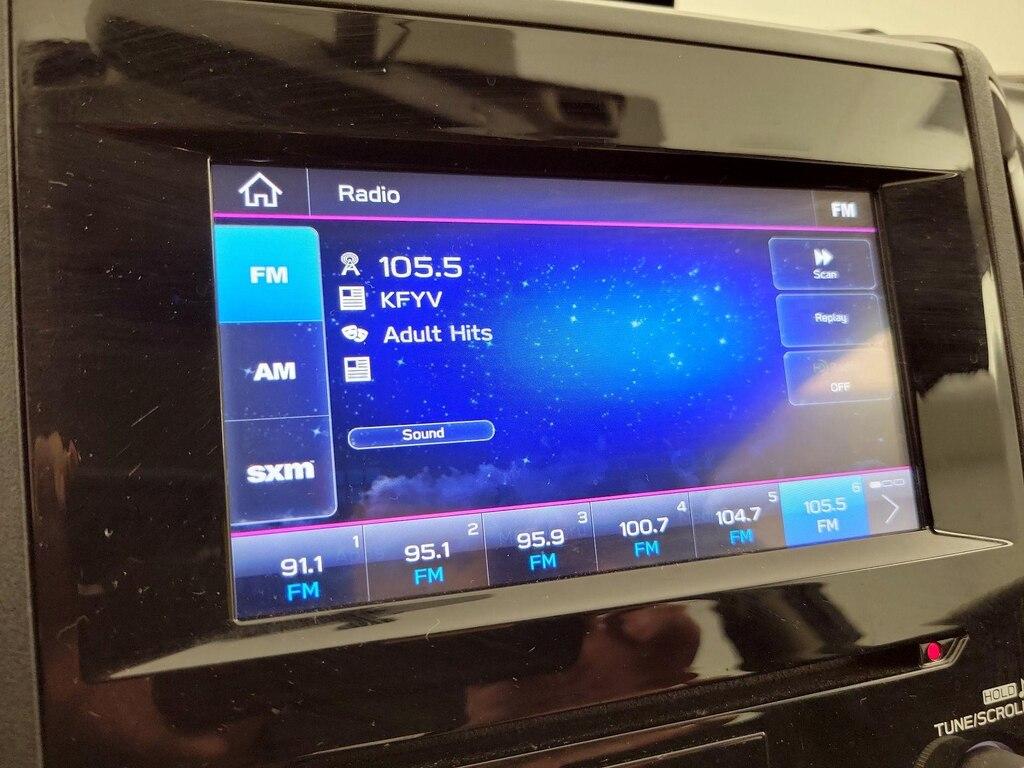 Radio
FM
FM
AM
sxm
105.5
KFYV
Adult Hits
Sound
Scan
Replay
OFF
1
91.1
FM
2
95.1
FM
3
95.9
FM
4
100.7
FM
5
104.7
FM
6
105.5
FM
HOLD
TUNE/SCROLL